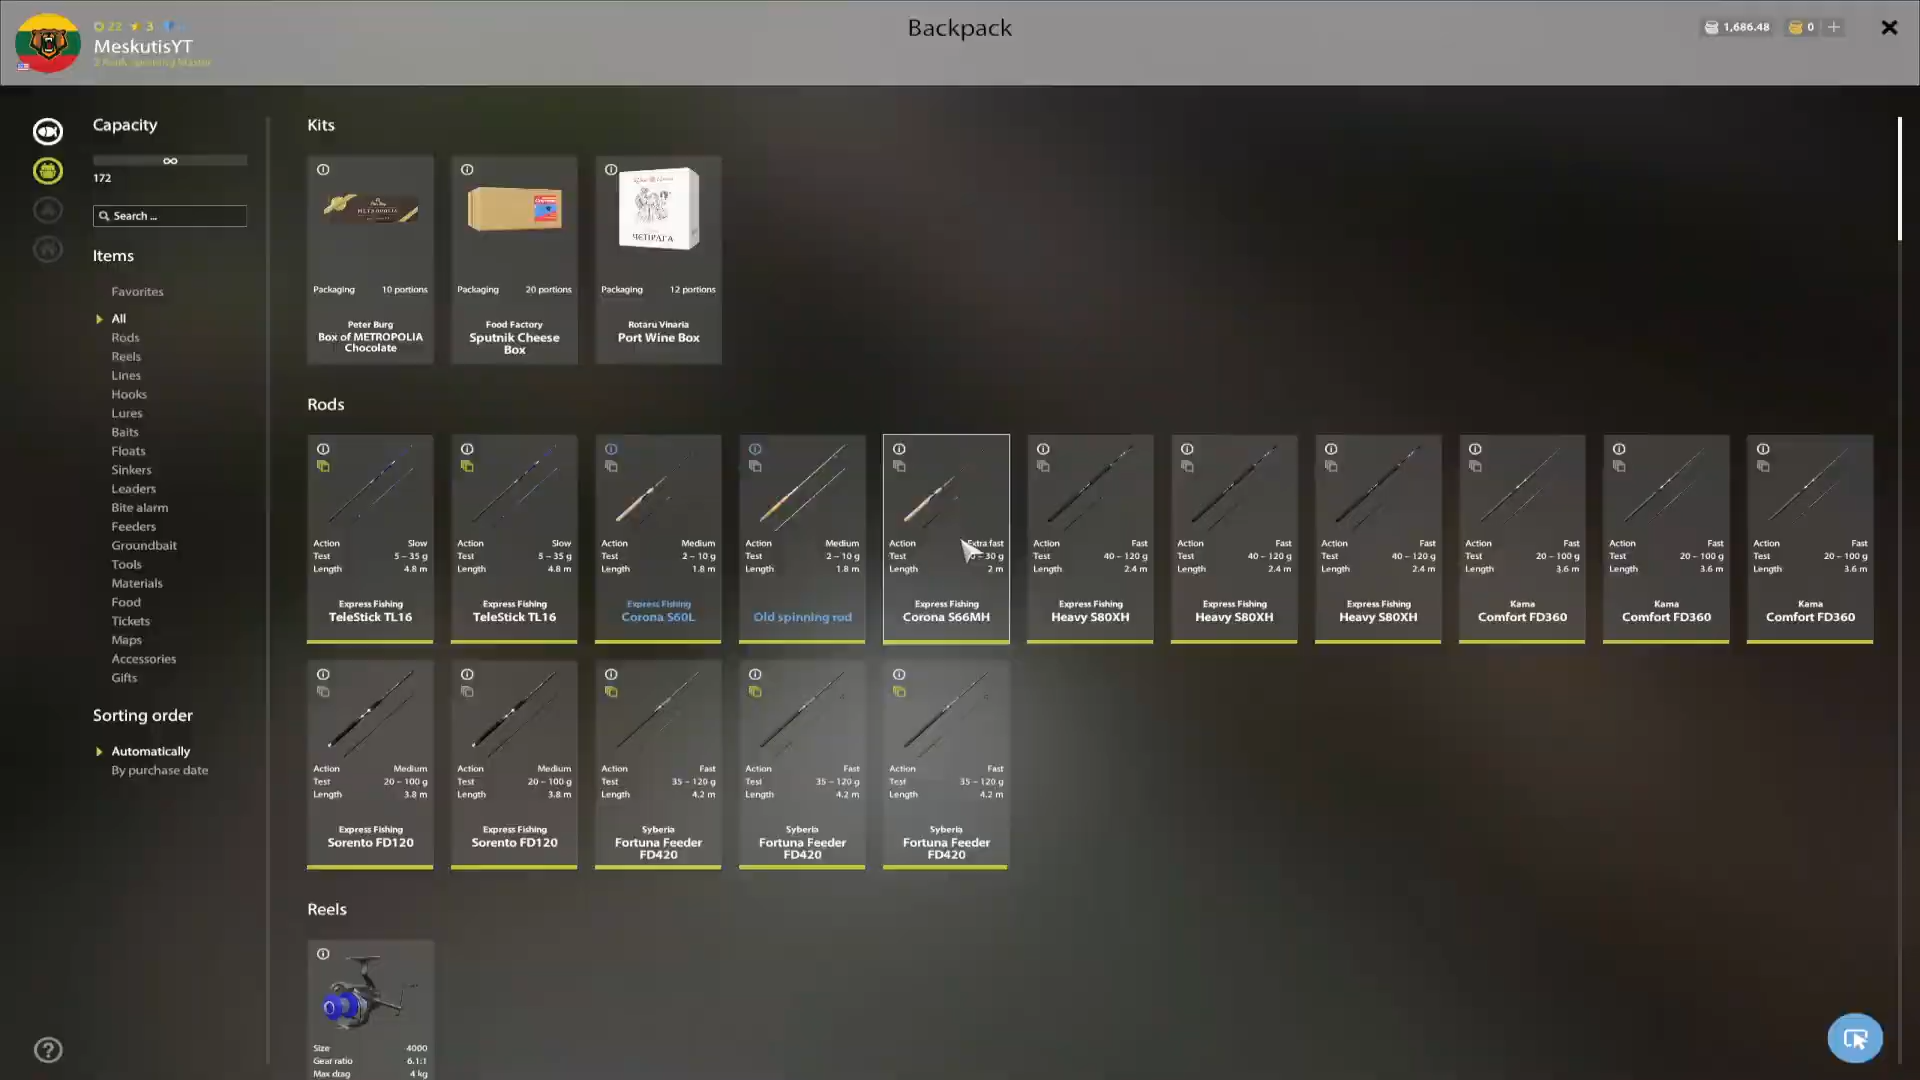 22 3
Backpack
1,686.48 0
MeskutisYT
Capacity
∞
172
Search ...
Items
Favorites
All
Rods
Reels
Lines
Hooks
Lures
Baits
Floats
Sinkers
Leaders
Bite alarm
Feeders
Groundbait
Tools
Materials
Food
Tickets
Maps
Accessories
Gifts
Sorting order
Automatically
By purchase date
Kits
METROPOLIA
ЧЕПРАГА
Packaging 10 portions
Peter Burg
Box of METROPOLIA
Chocolate
Packaging 20 portions
Food Factory
Sputnik Cheese
Box
Packaging 12 portions
Rotaru Vinaria
Port Wine Box
Rods
Action Slow
Test 5 – 35 g
Length 4.8 m
Express Fishing
TeleStick TL16
Action Slow
Test 5 – 35 g
Length 4.8 m
Express Fishing
TeleStick TL16
Action Medium
Test 2 – 10 g
Length 1.8 m
Express Fishing
Corona S60L
Action Medium
Test 2 – 10 g
Length 1.8 m
Old spinning rod
Action Extra fast
Test – 30 g
Length 2 m
Express Fishing
Corona S66MH
Action Fast
Test 40 – 120 g
Length 2.4 m
Express Fishing
Heavy S80XH
Action Fast
Test 40 – 120 g
Length 2.4 m
Express Fishing
Heavy S80XH
Action Fast
Test 40 – 120 g
Length 2.4 m
Express Fishing
Heavy S80XH
Action Fast
Test 20 – 100 g
Length 3.6 m
Kama
Comfort FD360
Action Fast
Test 20 – 100 g
Length 3.6 m
Kama
Comfort FD360
Action Fast
Test 20 – 100 g
Length 3.6 m
Kama
Comfort FD360
Action Medium
Test 20 – 100 g
Length 3.8 m
Express Fishing
Sorento FD120
Action Medium
Test 20 – 100 g
Length 3.8 m
Express Fishing
Sorento FD120
Action Fast
Test 35 – 120 g
Length 4.2 m
Syberia
Fortuna Feeder
FD420
Action Fast
Test 35 – 120 g
Length 4.2 m
Syberia
Fortuna Feeder
FD420
Action Fast
Test 35 – 120 g
Length 4.2 m
Syberia
Fortuna Feeder
FD420
Reels
Size 4000
Gear ratio 6.1:1
Max drag 4 kg